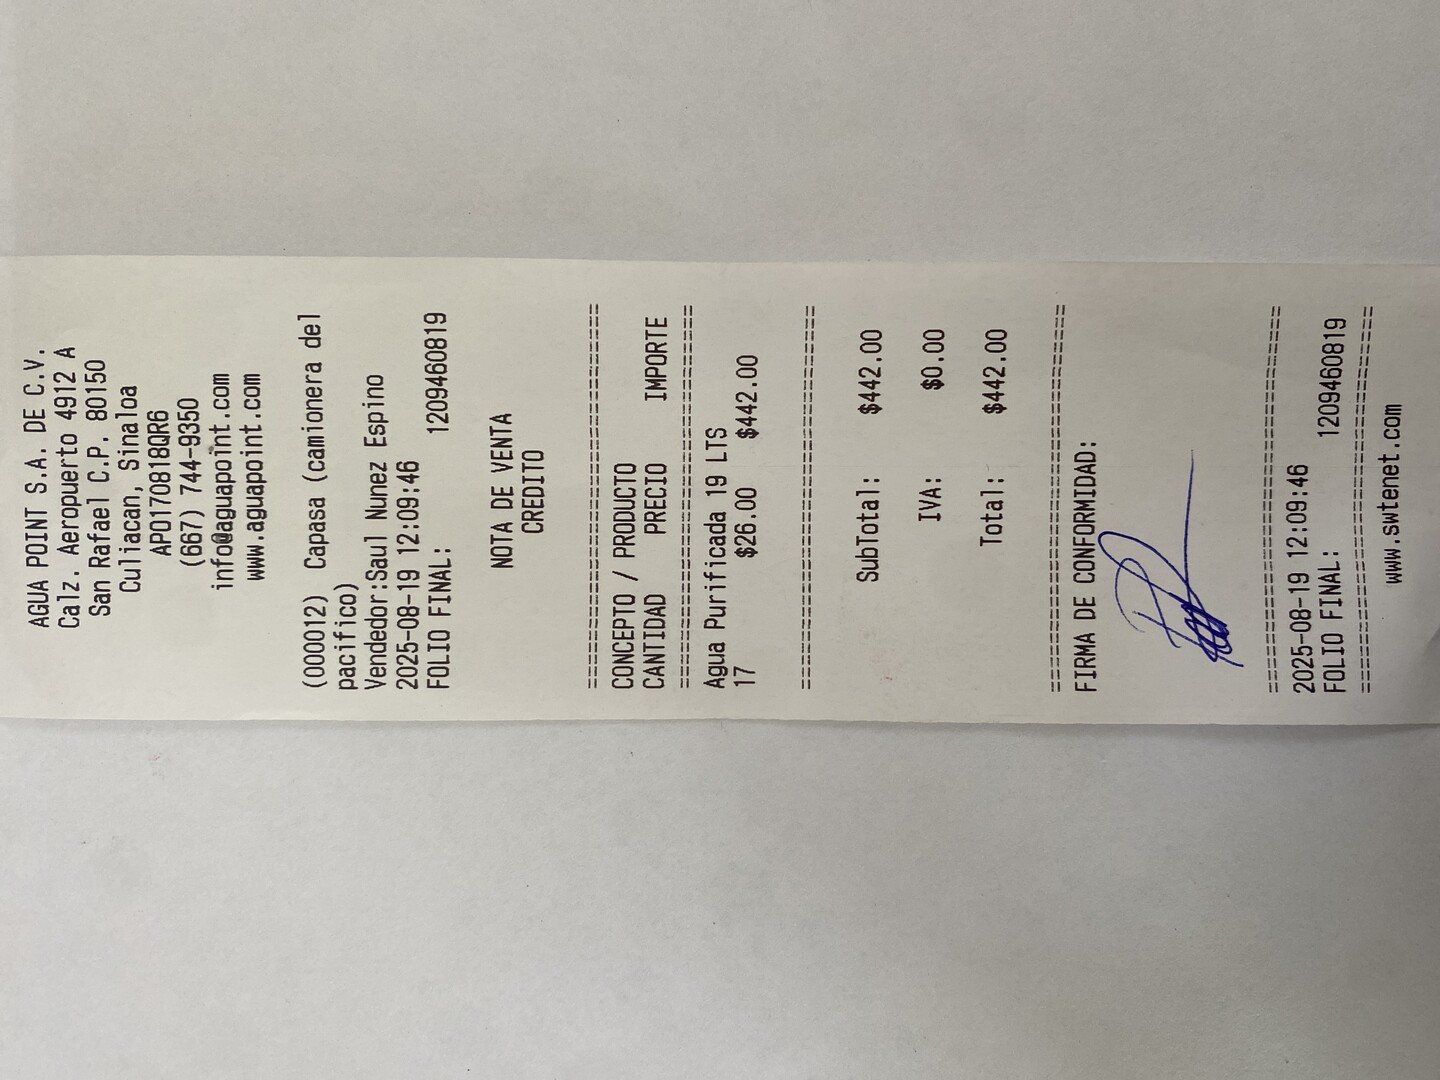 AGUA POINT S.A. DE C.V.
Calz. Aeropuerto 4912 A
San Rafael C.P. 80150
Culiacan, Sinaloa
APO170818QR6
(667) 744-9350
info@aguapoint.com
www.aguapoint.com
(000012) Capasa (camionera del
pacifico)
Vendedor:Saul Nunez Espino
2025-08-19 12:09:46
FOLIO FINAL: 1209460819
NOTA DE VENTA
CREDITO
CONCEPTO / PRODUCTO
CANTIDAD PRECIO IMPORTE
Agua Purificada 19 LTS
17 $26.00 $442.00
SubTotal: $442.00
IVA: $0.00
Total: $442.00
FIRMA DE CONFORMIDAD:
2025-08-19 12:09:46
FOLIO FINAL: 1209460819
www.swtenet.com